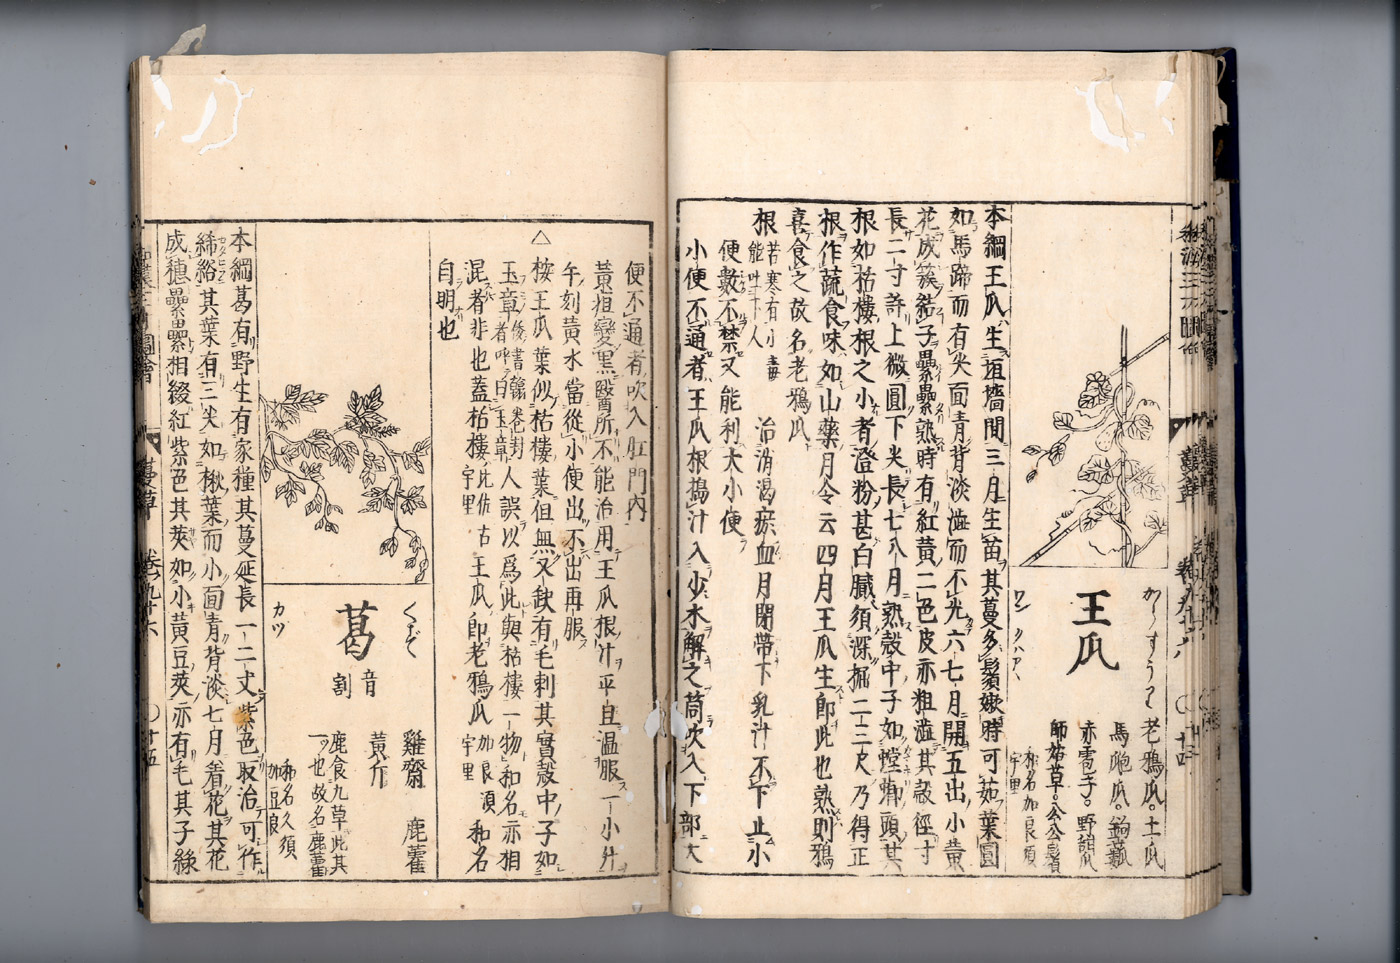 王瓜
老鴉瓜。土瓜
馬瓟瓜。
赤雹子。野甜瓜
師姑草。公公鬚
和名加良須
宇里
本綱王瓜生垣墻間三月生苗其蔓多鬚嫩時可茹葉圓
如馬蹄而有尖面青背淡澁而不光六七月開五出小黃
花成簇結子纍纍熟時有紅黃二色皮亦粗澁其殼徑寸
長二寸許上微圓下尖長七八月熟殼中子如螳螂頭其
根如栝樓根之小者澄粉甚白膩須深掘二三尺乃得正
根作蔬食味如山藥月令云四月王瓜生即此也熟則鴉
喜食之故名老鴉瓜
根
苦寒有小毒
能吐下人
治消渴瘀血月閉帶下乳汁不下止小
便數不禁又能利大小便
小便不通者王瓜根搗汁入少水解之筒吹入下部大
便不通者吹入肛門內
黃疸變黑醫所不能治用王瓜根汁平旦温服一小升
午刻黃水當從小便出不出再服
△按王瓜葉似栝樓葉但無叉缺有毛刺其實殼中子如
玉章人誤以爲此與栝樓一物和名亦相
混者非也蓋栝樓
宇里
王瓜即老鴉瓜
加良須
宇里
和名
自明也
葛
音
割
くず
カツ
雞齊 鹿藿
黃斤
鹿食九草此其
一也故名鹿藿
和名久須
加豆良
本綱葛有野生有家種其蔓延長一二丈紫色取治可作
絺綌其葉有三尖如楸葉而小面青背淡七月着花其花
成穗纍纍相綴紅紫色其莢如小黃豆莢亦有毛其子綠
蔓草 卷九十六 〇十五